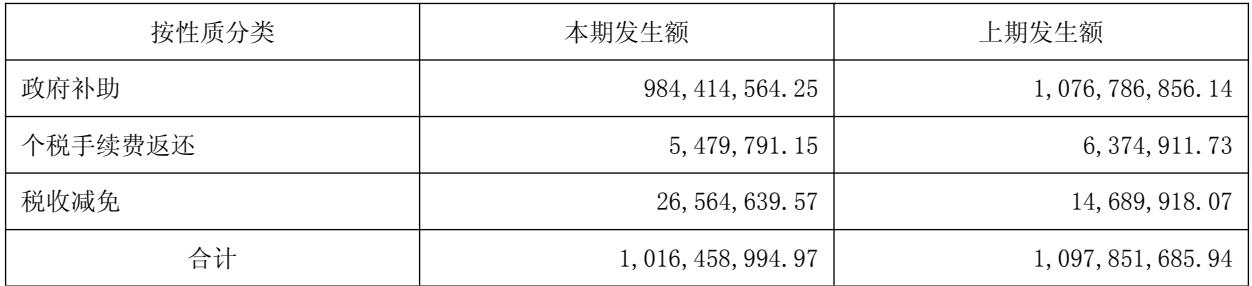 按性质分类 本期发生额 上期发生额
政府补助 984,414,564.25 1,076,786,856.14
个税手续费返还 5,479,791.15 6,374,911.73
税收减免 26,564,639.57 14,689,918.07
合计 1,016,458,994.97 1,097,851,685.94